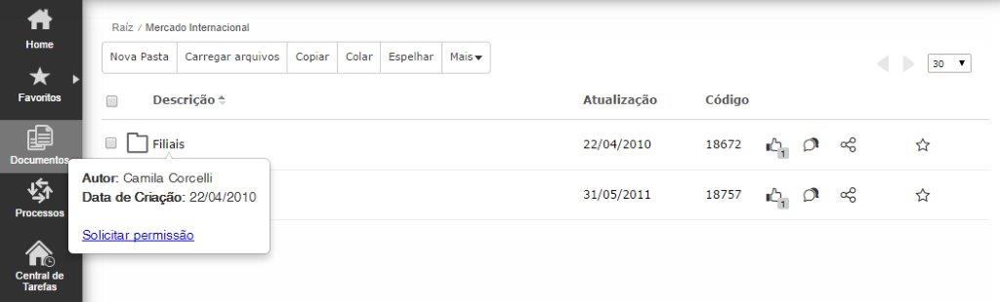 Home
Favoritos
Documentos
Processos
Central de
Tarefas
Raíz / Mercado Internacional
Nova Pasta Carregar arquivos Copiar Colar Espelhar Mais
30
Descrição Atualização Código
Filiais 22/04/2010 18672 1
Autor: Camila Corcelli
Data de Criação: 22/04/2010
Solicitar permissão
31/05/2011 18757 1